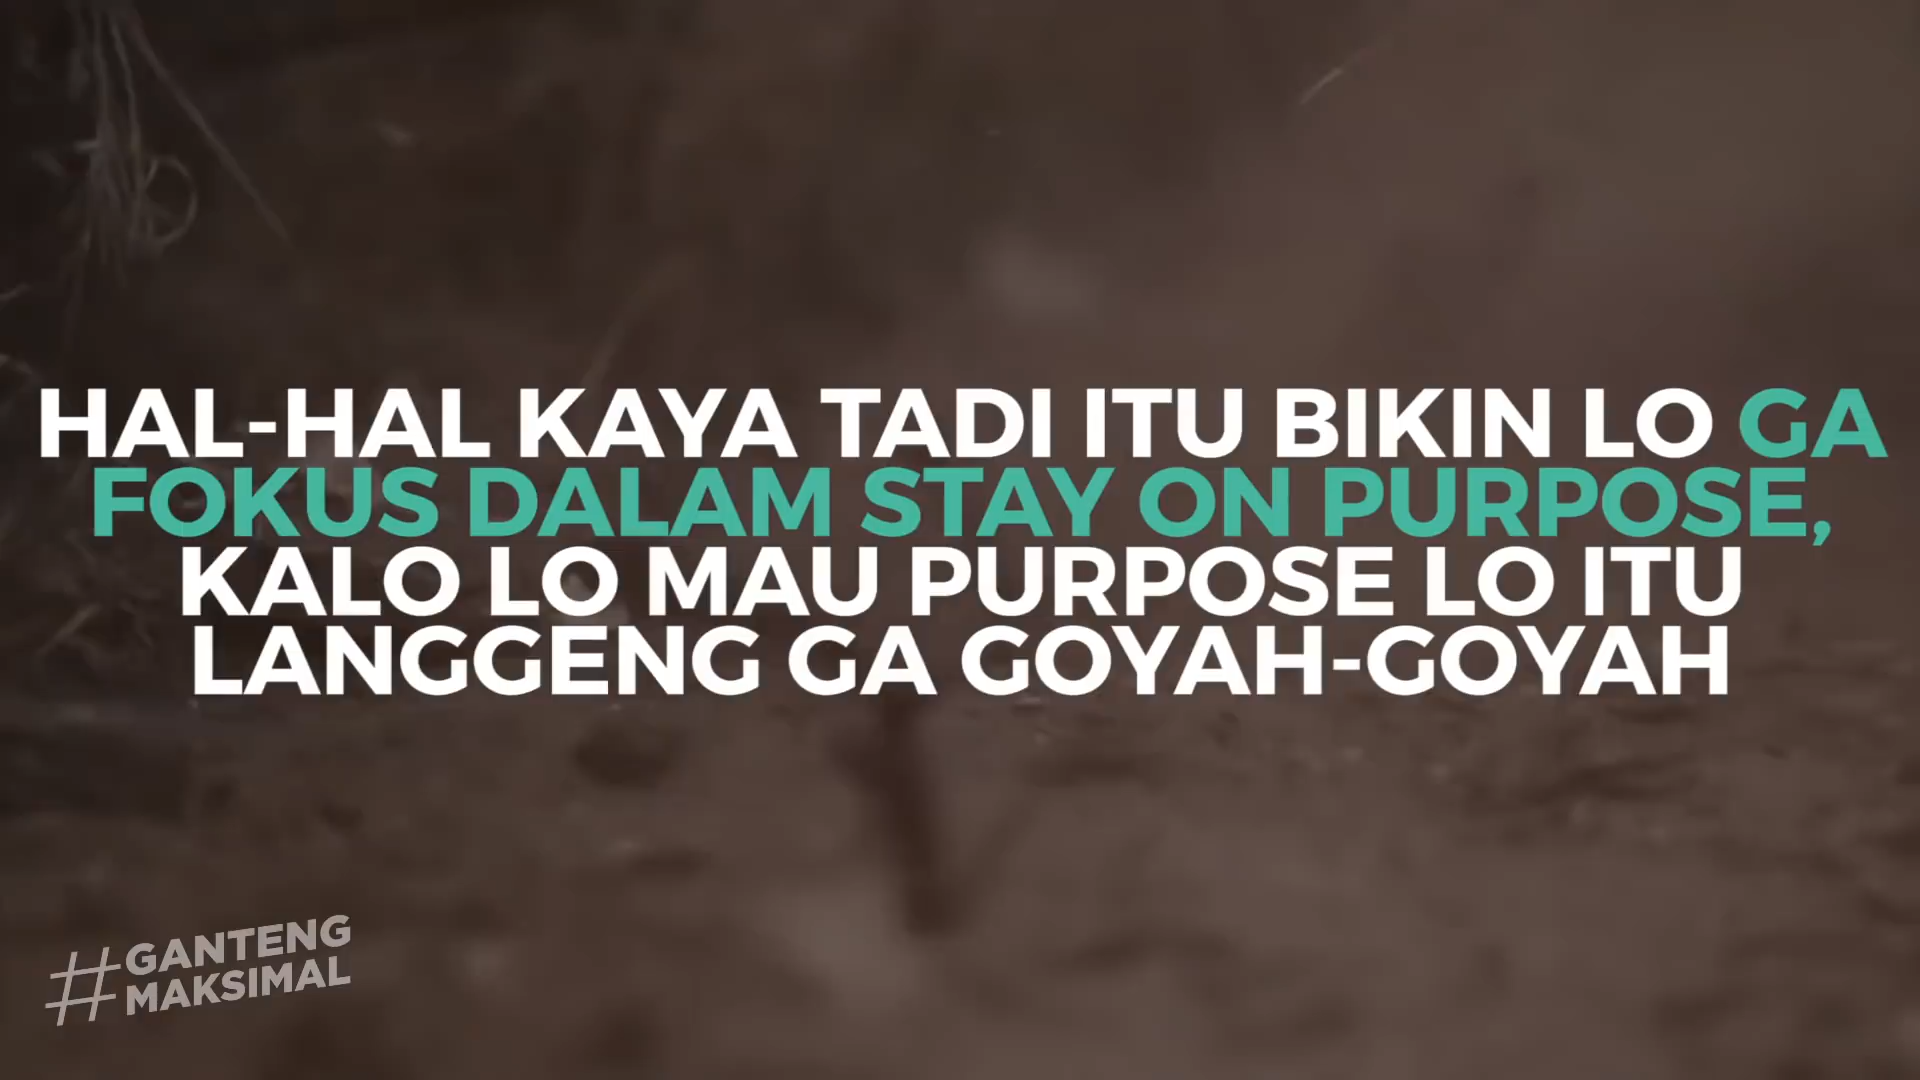 HAL-HAL KAYA TADI ITU BIKIN LO GA
FOKUS DALAM STAY ON PURPOSE,
KALO LO MAU PURPOSE LO ITU
LANGGENG GA GOYAH-GOYAH
#GANTENG
MAKSIMAL